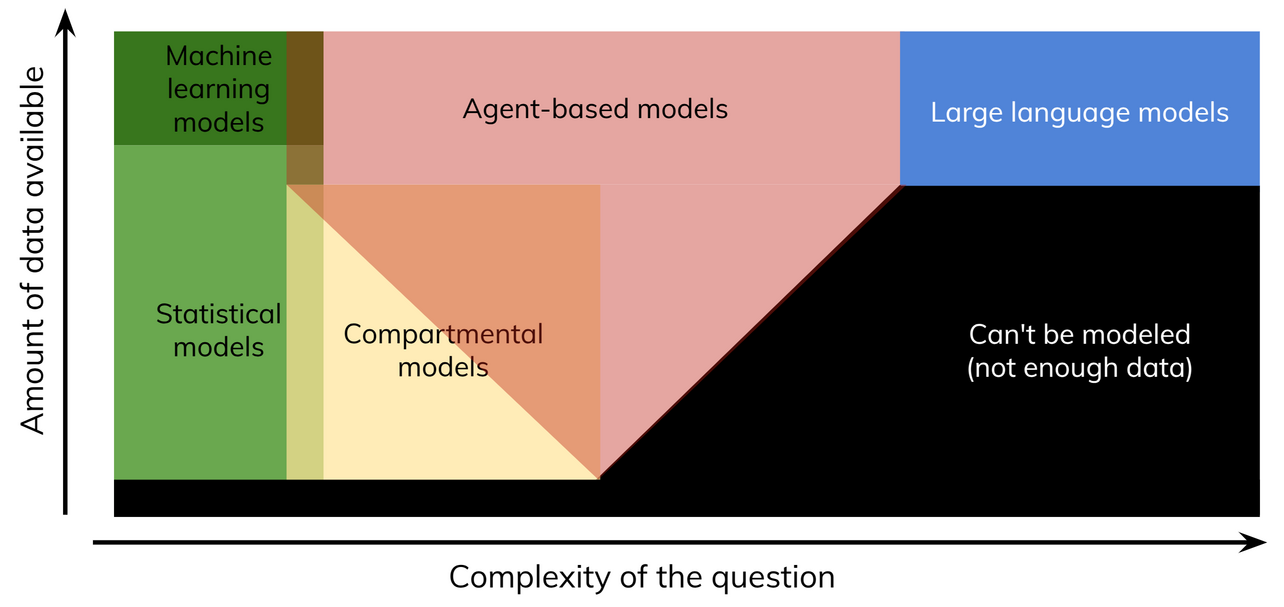 Amount of data available
Machine
learning
models
Agent-based models
Large language models
Statistical
models
Compartmental
models
Can't be modeled
(not enough data)
Complexity of the question